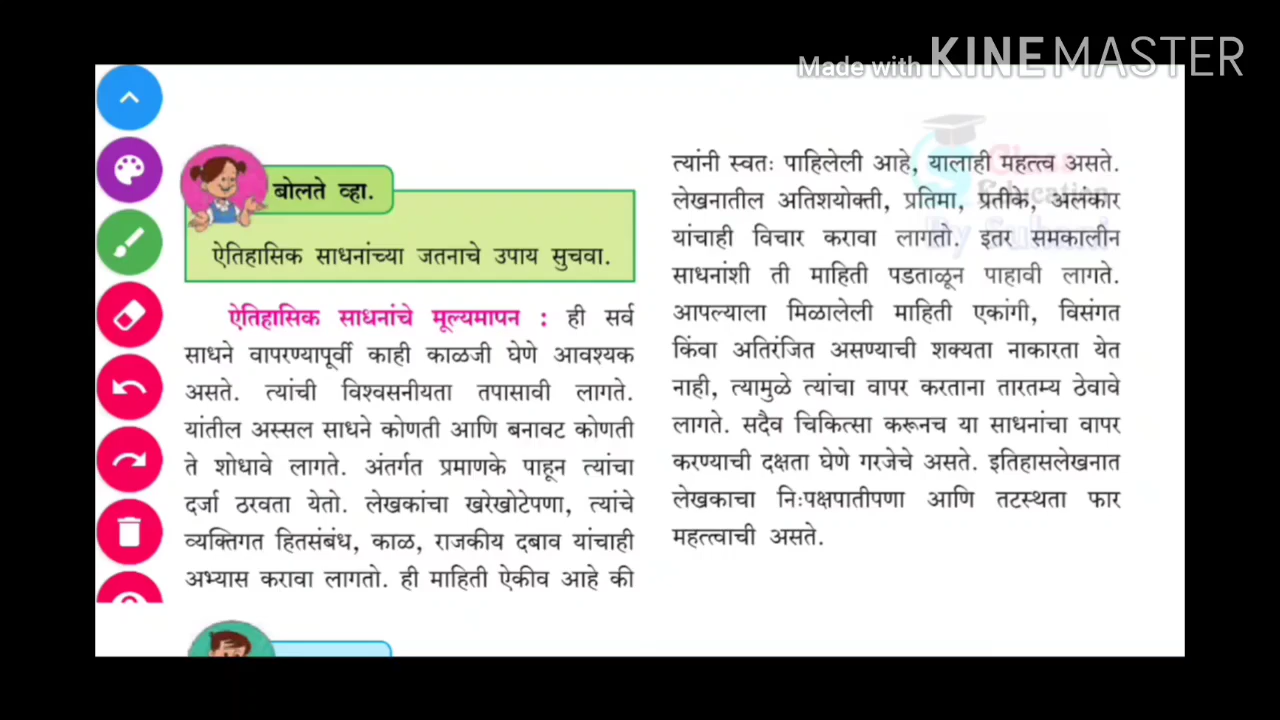 Made with KINEMASTER
बोलते व्हा.
ऐतिहासिक साधनांच्या जतनाचे उपाय सुचवा.
ऐतिहासिक साधनांचे मूल्यमापन : ही सर्व
साधने वापरण्यापूर्वी काही काळजी घेणे आवश्यक
असते. त्यांची विश्वसनीयता तपासावी लागते.
यांतील अस्सल साधने कोणती आणि बनावट कोणती
ते शोधावे लागते. अंतर्गत प्रमाणके पाहून त्यांचा
दर्जा ठरवता येतो. लेखकांचा खरेखोटेपणा, त्यांचे
व्यक्तिगत हितसंबंध, काळ, राजकीय दबाव यांचाही
अभ्यास करावा लागतो. ही माहिती ऐकीव आहे की
त्यांनी स्वतः पाहिलेली आहे, यालाही महत्त्व असते.
लेखनातील अतिशयोक्ती, प्रतिमा, प्रतीके, अलंकार
यांचाही विचार करावा लागतो. इतर समकालीन
साधनांशी ती माहिती पडताळून पाहावी लागते.
आपल्याला मिळालेली माहिती एकांगी, विसंगत
किंवा अतिरंजित असण्याची शक्यता नाकारता येत
नाही, त्यामुळे त्यांचा वापर करताना तारतम्य ठेवावे
लागते. सदैव चिकित्सा करूनच या साधनांचा वापर
करण्याची दक्षता घेणे गरजेचे असते. इतिहासलेखनात
लेखकाचा निःपक्षपातीपणा आणि तटस्थता फार
महत्त्वाची असते.
Education